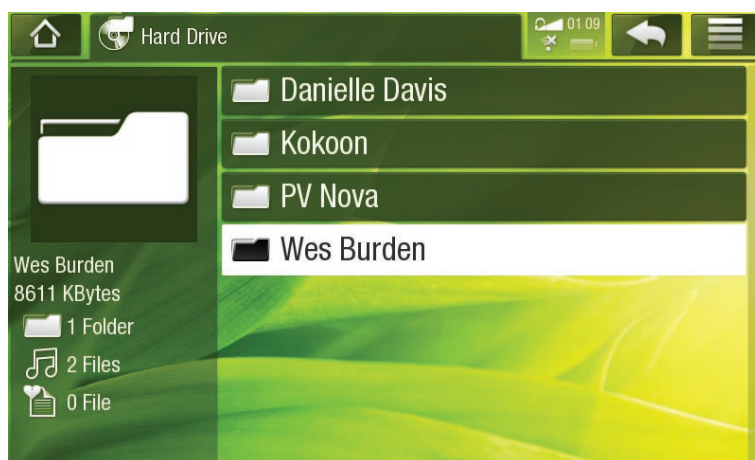 Hard Drive
01 09
Danielle Davis
Kokoon
PV Nova
Wes Burden
Wes Burden
8611 KBytes
1 Folder
2 Files
0 File